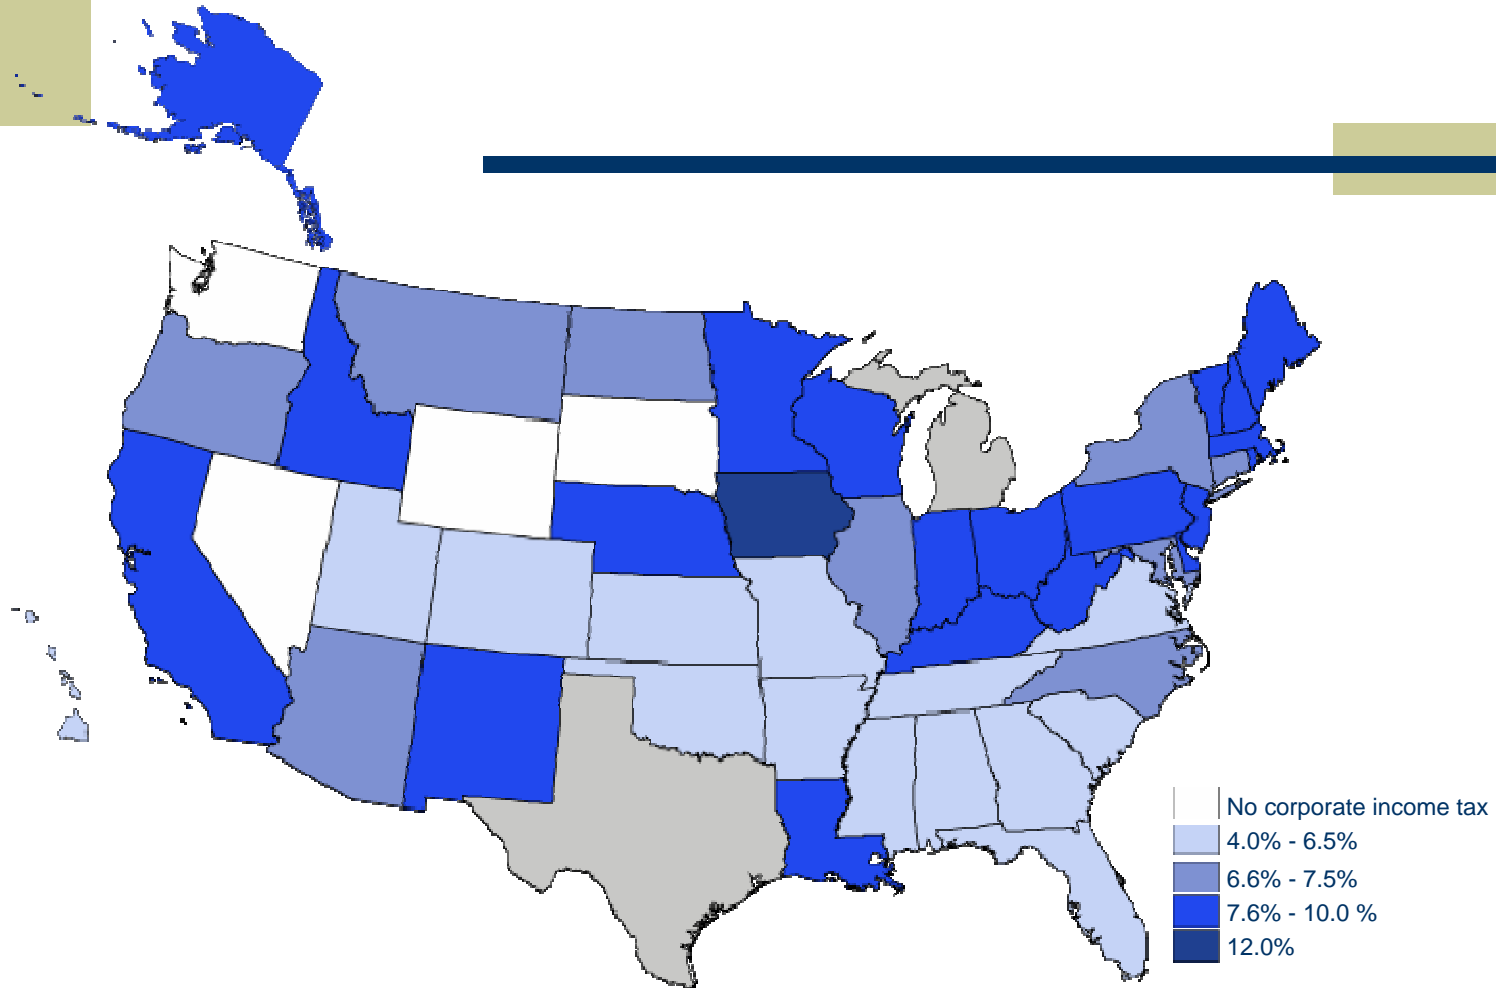 No corporate income tax
4.0% - 6.5%
6.6% - 7.5%
7.6% - 10.0 %
12.0%